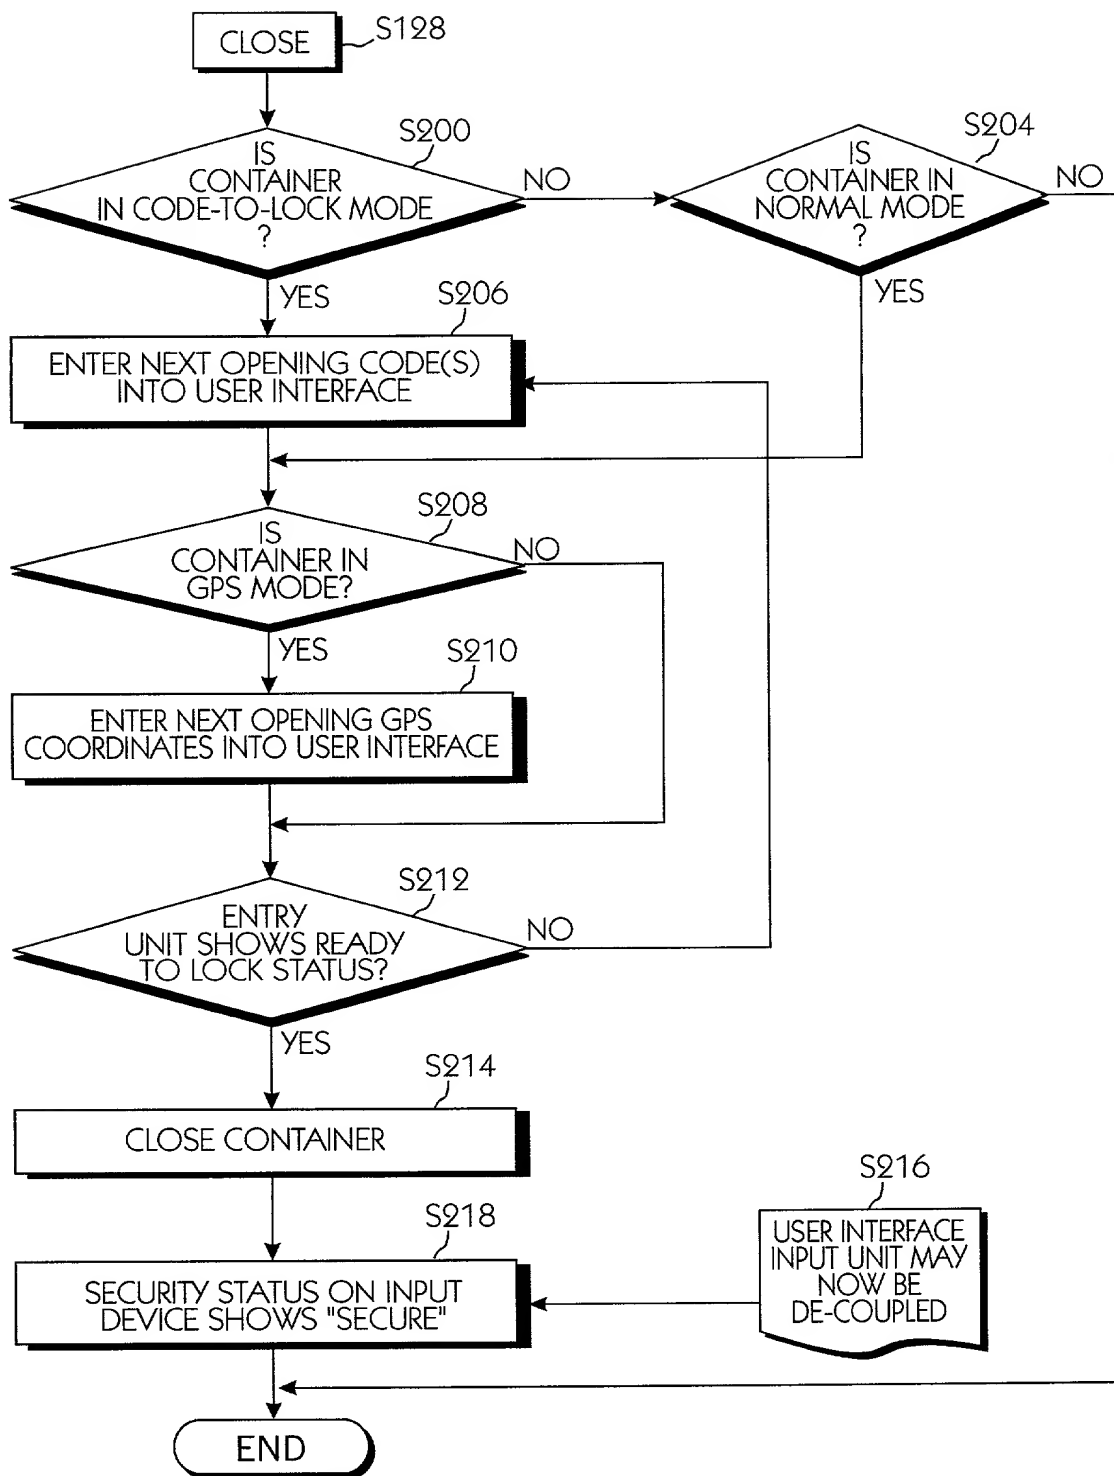 CLOSE
S128
S200
IS
CONTAINER
IN CODE-TO-LOCK MODE
?
NO
S204
IS
CONTAINER IN
NORMAL MODE
?
NO
YES
YES
S206
ENTER NEXT OPENING CODE(S)
INTO USER INTERFACE
S208
IS
CONTAINER IN
GPS MODE?
NO
YES
S210
ENTER NEXT OPENING GPS
COORDINATES INTO USER INTERFACE
S212
ENTRY
UNIT SHOWS READY
TO LOCK STATUS?
NO
YES
S214
CLOSE CONTAINER
S216
USER INTERFACE
INPUT UNIT MAY
NOW BE
DE-COUPLED
S218
SECURITY STATUS ON INPUT
DEVICE SHOWS "SECURE"
END